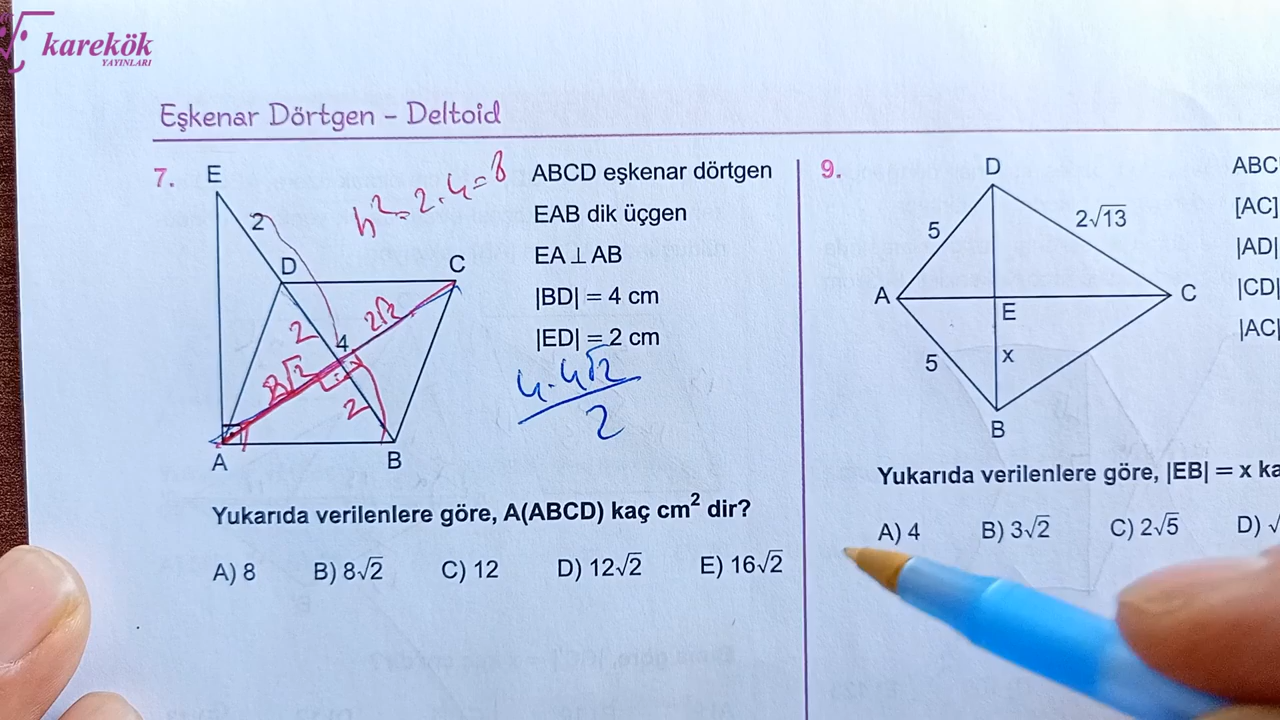 karekök
YAYINLARI
Eşkenar Dörtgen - Deltoid
7.
E
2
D
C
4
2
2√2
2√2
2
A
B
h² = 2.4 = 8
ABCD eşkenar dörtgen
EAB dik üçgen
EA ⊥ AB
|BD| = 4 cm
|ED| = 2 cm
4.4√2
2
Yukarıda verilenlere göre, A(ABCD) kaç cm² dir?
A) 8 B) 8√2 C) 12 D) 12√2 E) 16√2
9.
D
5
2√13
A
C
E
5
x
B
ABC
[AC]
|AD|
|CD|
|AC|
Yukarıda verilenlere göre, |EB| = x ka
A) 4 B) 3√2 C) 2√5 D) √